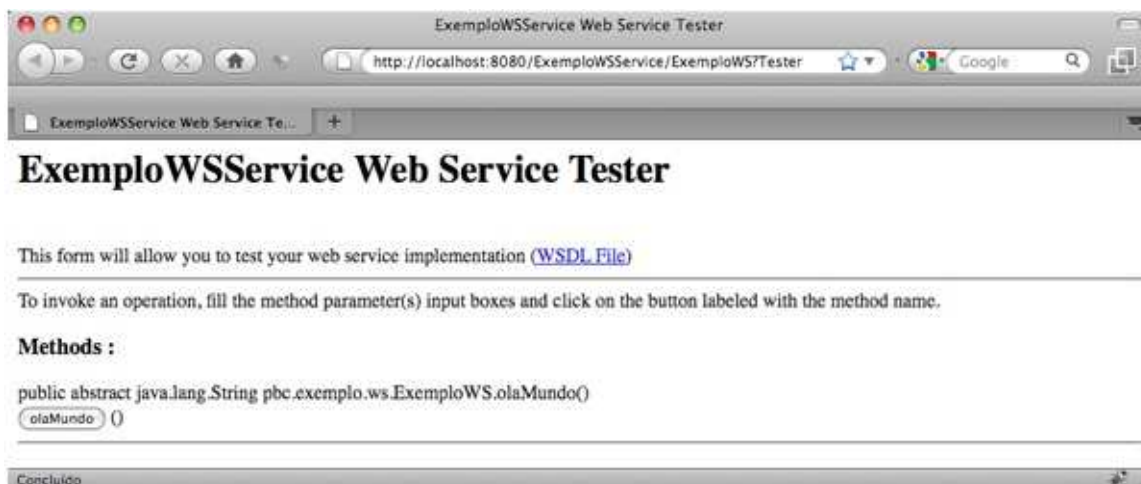 ExemploWSService Web Service Tester
http://localhost:8080/ExemploWSService/ExemploWS?Tester
Google
ExemploWSService Web Service Te...
+
ExemploWSService Web Service Tester
This form will allow you to test your web service implementation (WSDL File)
To invoke an operation, fill the method parameter(s) input boxes and click on the button labeled with the method name.
Methods :
public abstract java.lang.String pbc.exemplo.ws.ExemploWS.olaMundo()
olaMundo ()
Concluído